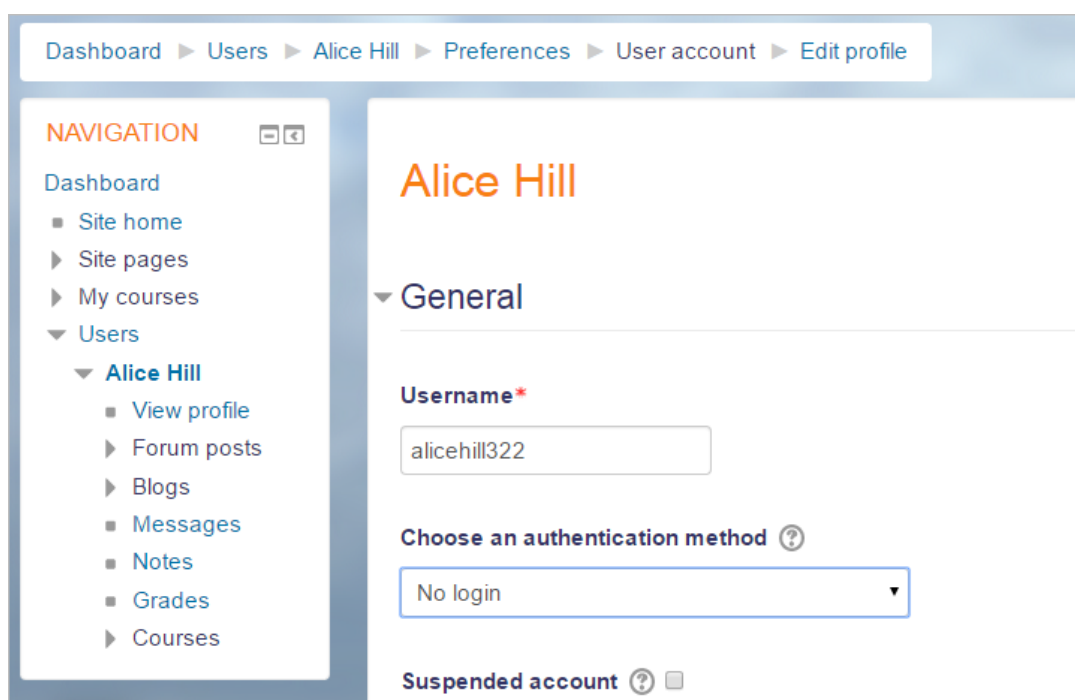 Dashboard Users Alice Hill Preferences User account Edit profile
NAVIGATION
Dashboard
Site home
Site pages
My courses
Users
Alice Hill
View profile
Forum posts
Blogs
Messages
Notes
Grades
Courses
Alice Hill
General
Username*
alicehill322
Choose an authentication method ?
No login
Suspended account ?